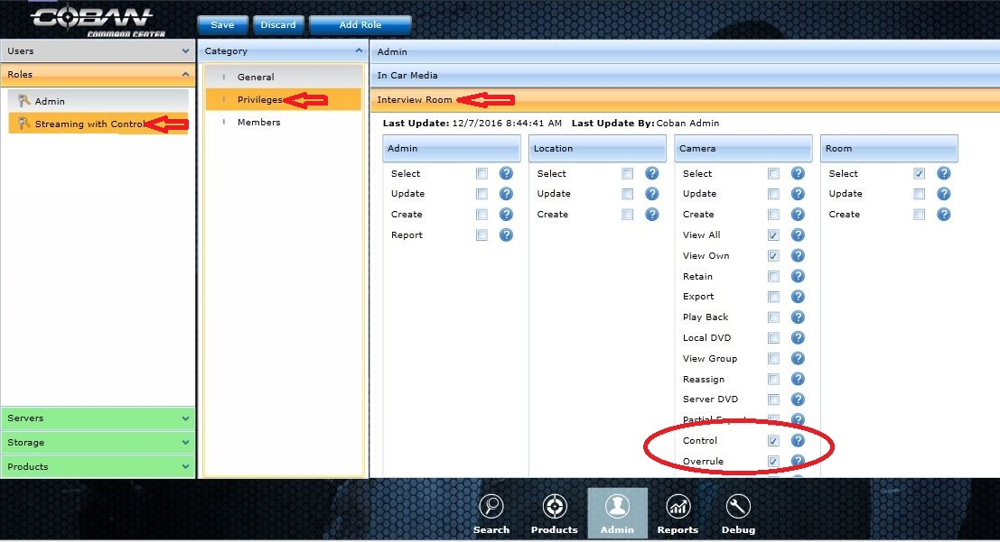 COBAN
COMMAND CENTER
Save Discard Add Role
Users
Roles
Admin
Streaming with Control
Servers
Storage
Products
Category
General
Privileges
Members
Admin
In Car Media
Interview Room
Last Update: 12/7/2016 8:44:41 AM Last Update By: Coban Admin
Admin Location Camera Room
Select ? Select ? Select ? Select ?
Update ? Update ? Update ? Update ?
Create ? Create ? Create ? Create ?
Report ? View All ?
View Own ?
Retain ?
Export ?
Play Back ?
Local DVD ?
View Group ?
Reassign ?
Server DVD ?
Partial Export ?
Control ?
Overrule ?
Search Products Admin Reports Debug